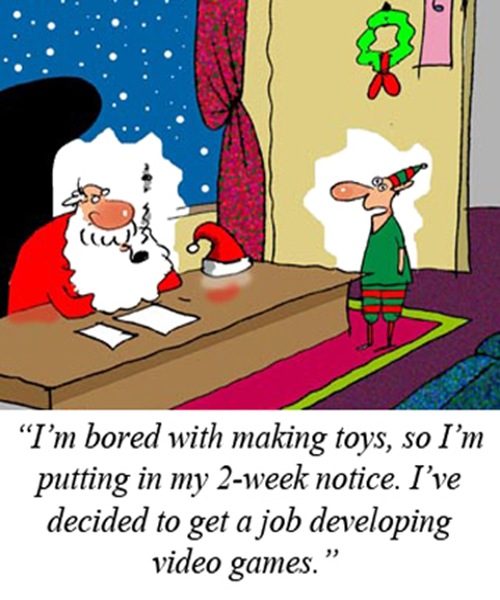 “I’m bored with making toys, so I’m
putting in my 2-week notice. I’ve
decided to get a job developing
video games.”